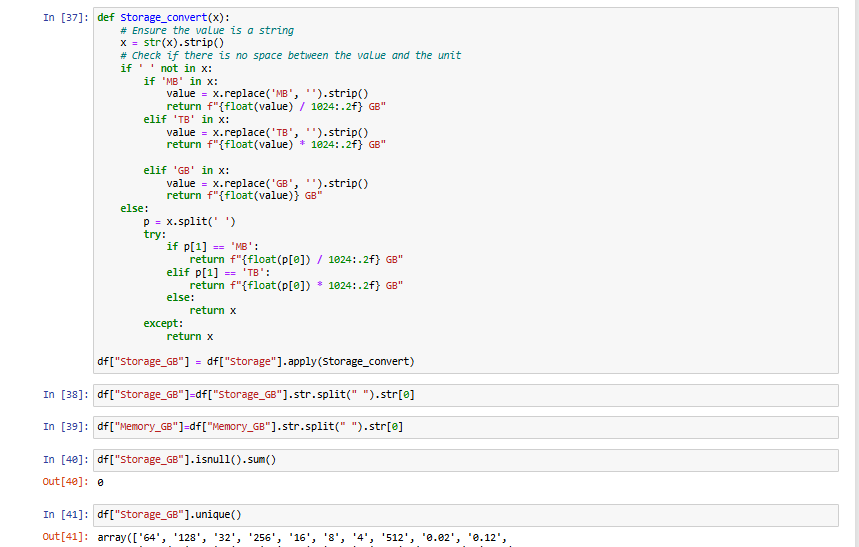 In [37]: def Storage_convert(x):
    # Ensure the value is a string
    x = str(x).strip()
    # Check if there is no space between the value and the unit
    if ' ' not in x:
        if 'MB' in x:
            value = x.replace('MB', '').strip()
            return f"{float(value) / 1024:.2f} GB"
        elif 'TB' in x:
            value = x.replace('TB', '').strip()
            return f"{float(value) * 1024:.2f} GB"
        elif 'GB' in x:
            value = x.replace('GB', '').strip()
            return f"{float(value)} GB"
    else:
        p = x.split(' ')
        try:
            if p[1] == 'MB':
                return f"{float(p[0]) / 1024:.2f} GB"
            elif p[1] == 'TB':
                return f"{float(p[0]) * 1024:.2f} GB"
            else:
                return x
        except:
            return x
df["Storage_GB"] = df["Storage"].apply(Storage_convert)
In [38]: df["Storage_GB"]=df["Storage_GB"].str.split(" ").str[0]
In [39]: df["Memory_GB"]=df["Memory_GB"].str.split(" ").str[0]
In [40]: df["Storage_GB"].isnull().sum()
Out[40]: 0
In [41]: df["Storage_GB"].unique()
Out[41]: array(['64', '128', '32', '256', '16', '8', '4', '512', '0.02', '0.12',